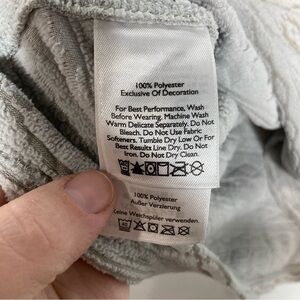 100% Polyester
Exclusive Of Decoration
For Best Performance, Wash
Before Wearing. Machine Wash
Warm Delicate Separately. Do Not
Bleach. Do Not Use Fabric
Softeners. Tumble Dry Low Or For
Best Results Line Dry. Do Not
Iron. Do Not Dry Clean.
100% Polyester
Außer Verzierung
Keine Weichspüler verwenden.